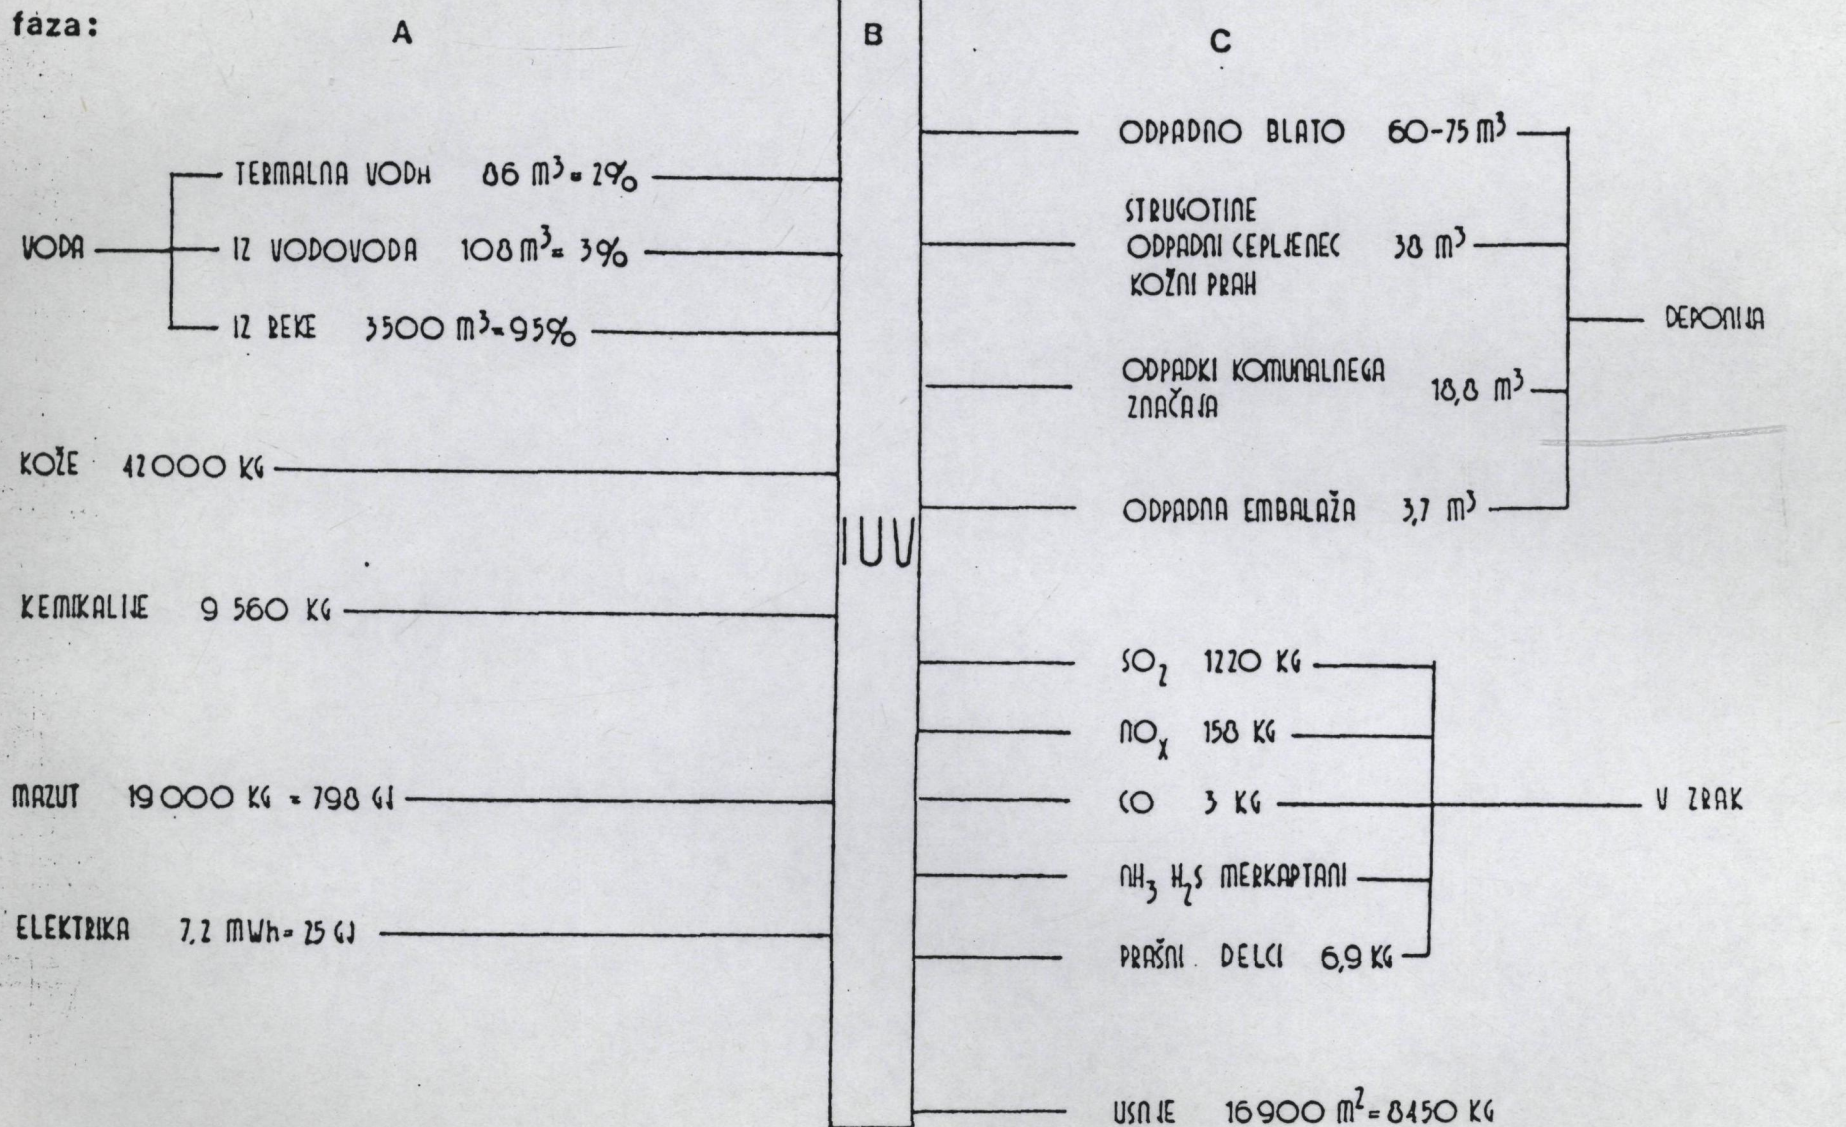 faza:
A
B
C
VODA
TERMALNA VODA 86 m³ = 2%
IZ VODOVODA 108 m³ = 3%
IZ REKE 3500 m³ = 95%
KOŽE 42000 KG
KEMIKALIJE 9 560 KG
MAZUT 19000 KG = 798 GJ
ELEKTRIKA 7,2 MWh = 25 GJ
IUV
ODPADNO BLATO 60-75 m³
STRUGOTINE
ODPADNI CEPLJENEC 38 m³
KOŽNI PRAH
ODPADKI KOMUNALNEGA
ZNAČAJA 18,8 m³
ODPADNA EMBALAŽA 3,7 m³
DEPONIJA
SO₂ 1220 KG
NOₓ 158 KG
CO 3 KG
NH₃ H₂S MERKAPTANI
PRAŠNI DELCI 6,9 KG
V ZRAK
USNJE 16900 m² = 8450 KG